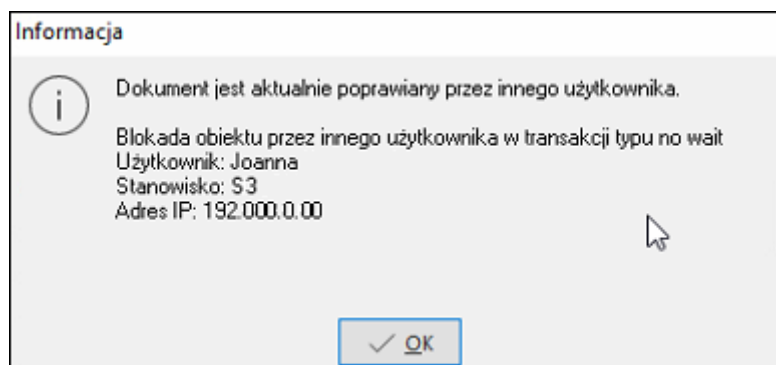 Informacja
Dokument jest aktualnie poprawiany przez innego użytkownika.
Blokada obiektu przez innego użytkownika w transakcji typu no wait
Użytkownik: Joanna
Stanowisko: S3
Adres IP: 192.000.0.00
OK